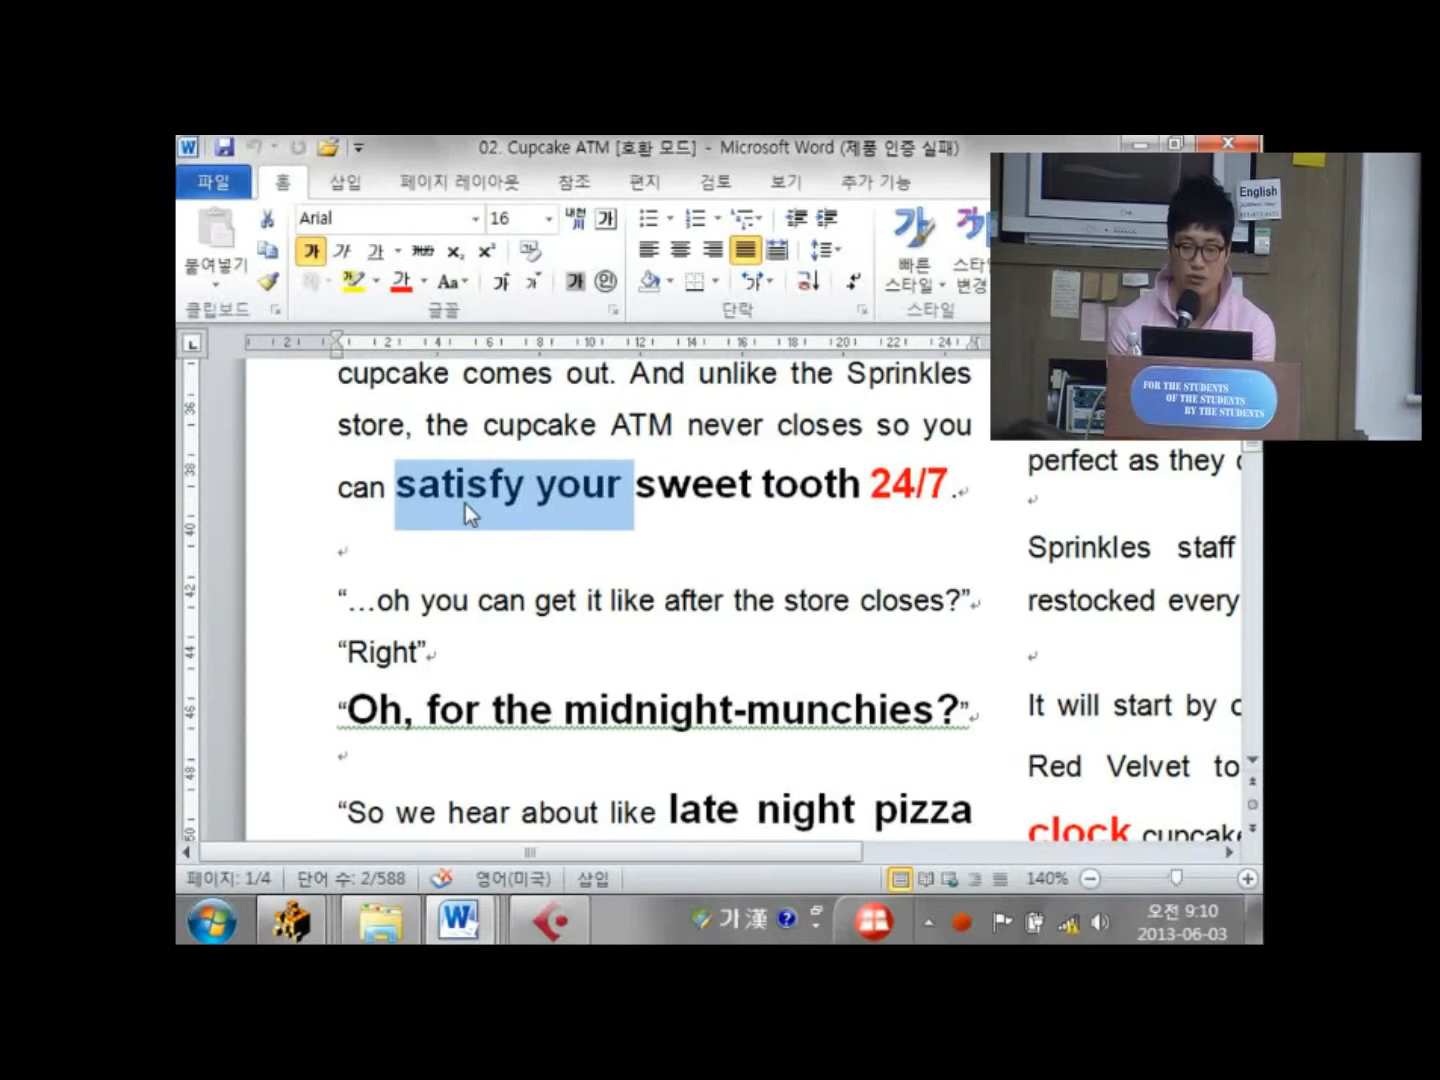 02. Cupcake ATM [호환 모드] - Microsoft Word (제품 인증 실패)
파일 홈 삽입 페이지 레이아웃 참조 편지 검토 보기 추가 기능
Arial 16
붙여넣기
빠른 스타일
변경
클립보드 글꼴 단락 스타일
English
FOR THE STUDENTS
OF THE STUDENTS
BY THE STUDENTS
cupcake comes out. And unlike the Sprinkles
store, the cupcake ATM never closes so you
can satisfy your sweet tooth 24/7.
“…oh you can get it like after the store closes?”
“Right”
“Oh, for the midnight-munchies?”
“So we hear about like late night pizza
perfect as they
Sprinkles staff
restocked every
It will start by
Red Velvet to
clock cupcake
페이지: 1/4 단어 수: 2/588 영어(미국) 삽입 140%
가 漢 오전 9:10
2013-06-03